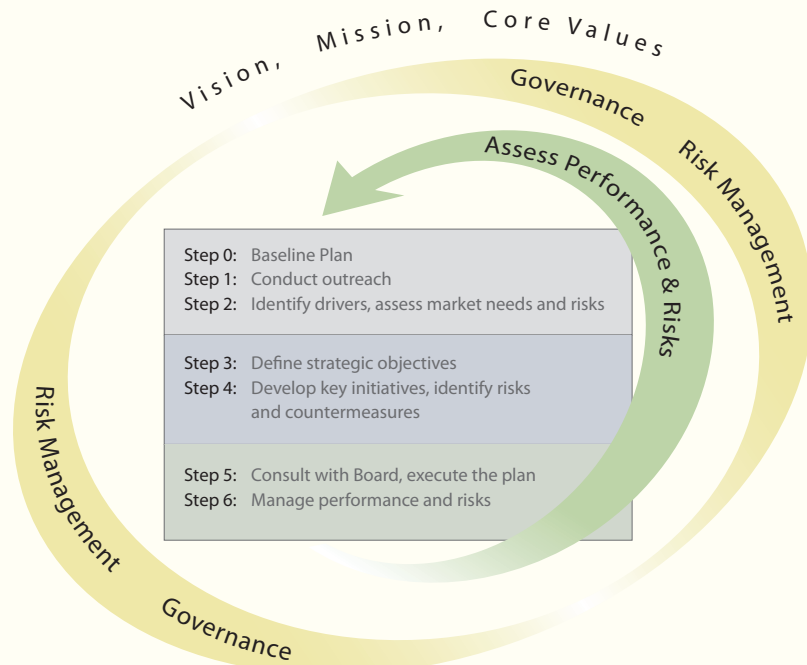 Vision, Mission, Core Values
Governance Risk Management
Assess Performance & Risks
Step 0: Baseline Plan
Step 1: Conduct outreach
Step 2: Identify drivers, assess market needs and risks
Step 3: Define strategic objectives
Step 4: Develop key initiatives, identify risks
and countermeasures
Step 5: Consult with Board, execute the plan
Step 6: Manage performance and risks
Risk Management Governance